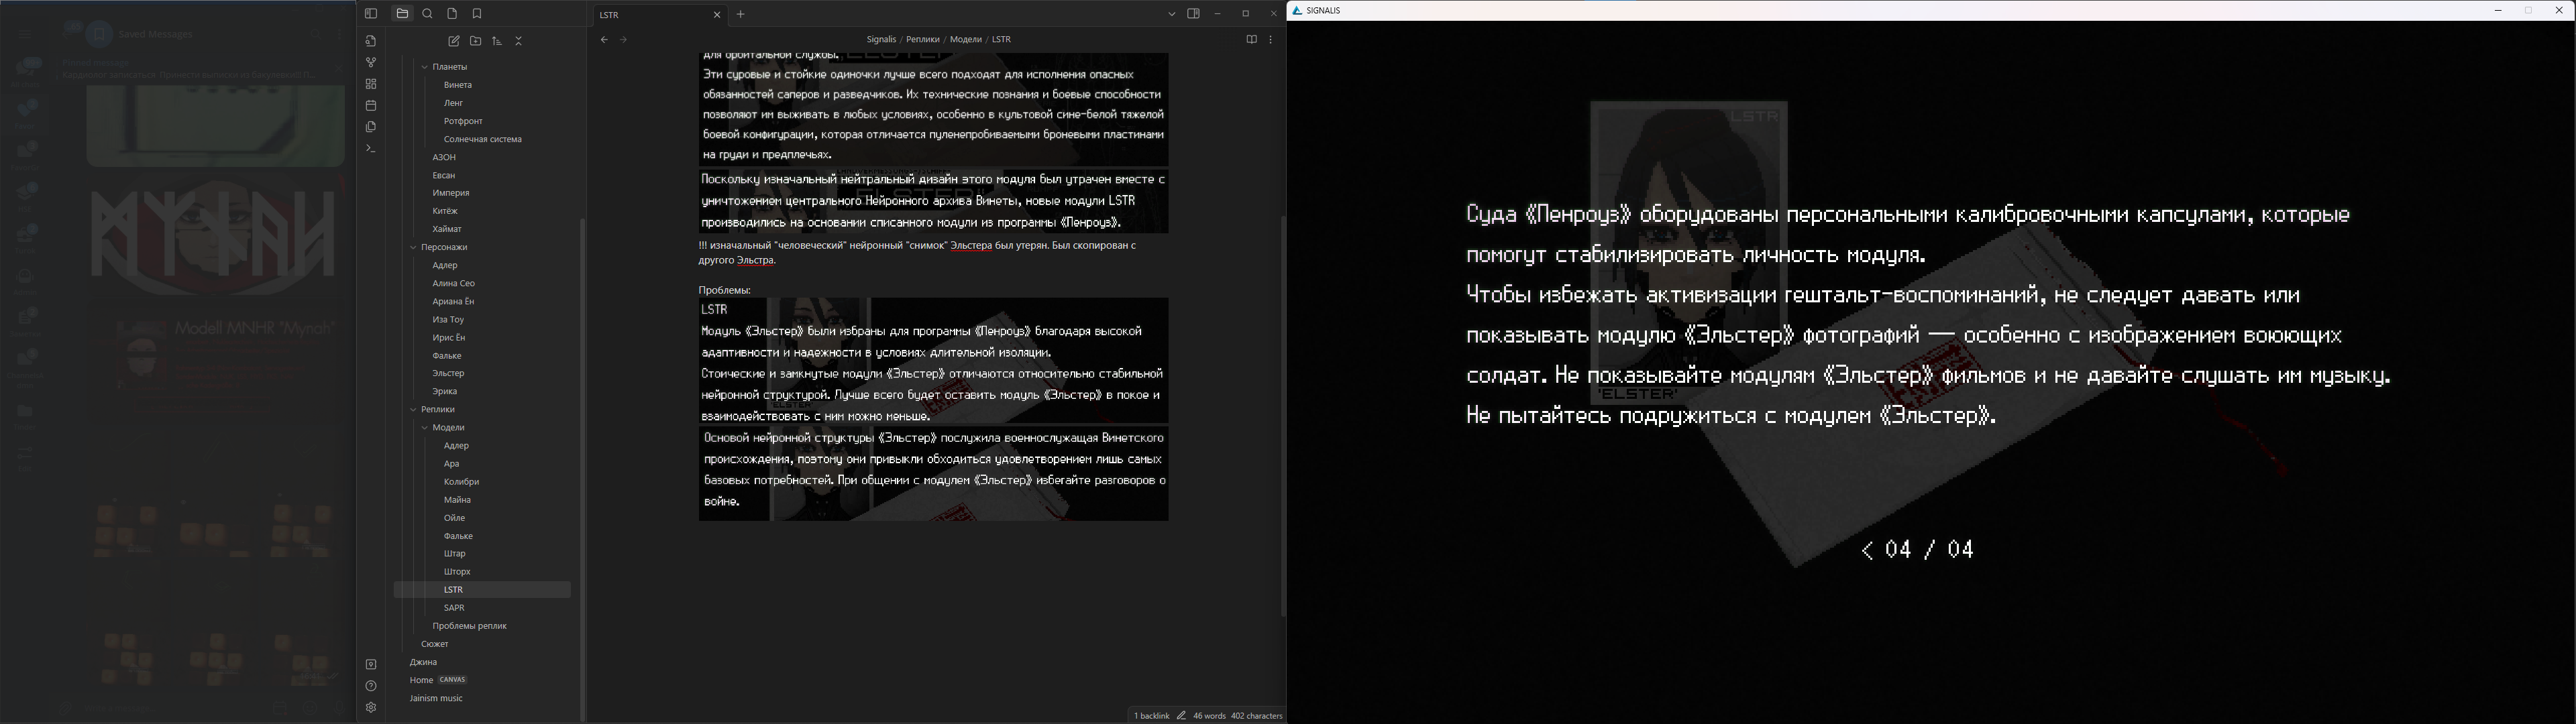 Saved Messages
Modell MNHR "Mynah"
LSTR
Signalis / Реплики / Модели / LSTR
Планеты
Винета
Ленг
Ротфронт
Солнечная система
АЗОН
Евсан
Империя
Китёж
Хаймат
Персонажи
Адлер
Алина Сео
Ариана Ён
Иза Тоу
Ирис Ён
Фальке
Эльстер
Эрика
Реплики
Модели
Адлер
Ара
Колибри
Майна
Ойле
Фальке
Штар
Шторх
LSTR
SAPR
Проблемы реплик
Сюжет
Джина
Home CANVAS
Jainism music
для орбитальной службы.
Эти суровые и стойкие одиночки лучше всего подходят для исполнения опасных
обязанностей саперов и разведчиков. Их технические познания и боевые способности
позволяют им выживать в любых условиях, особенно в культовой сине-белой тяжелой
боевой конфигурации, которая отличается пуленепробиваемыми броневыми пластинами
на груди и предплечьях.
Поскольку изначальный нейтральный дизайн этого модуля был утрачен вместе с
уничтожением центрального Нейронного архива Винеты, новые модули LSTR
производились на основании списанного модули из программы 《Пенроуз》.
!!! изначальный "человеческий" нейронный "снимок" Эльстера был утерян. Был скопирован с
другого Эльстра.
Проблемы:
LSTR
Модуль 《Эльстер》 были избраны для программы 《Пенроуз》 благодаря высокой
адаптивности и надежности в условиях длительной изоляции.
Стоические и замкнутые модули 《Эльстер》 отличаются относительно стабильной
нейронной структурой. Лучше всего будет оставить модуль 《Эльстер》 в покое и
взаимодействовать с ним можно меньше.
Основой нейронной структуры 《Эльстер》 послужила военнослужащая Винетского
происхождения, поэтому они привыкли обходиться удовлетворением лишь самых
базовых потребностей. При общении с модулем 《Эльстер》 избегайте разговоров о
войне.
1 backlink 46 words 402 characters
SIGNALIS
LSTR
Суда 《Пенроуз》 оборудованы персональными калибровочными капсулами, которые
помогут стабилизировать личность модуля.
Чтобы избежать активизации гештальт-воспоминаний, не следует давать или
показывать модулю 《Эльстер》 фотографий — особенно с изображением воюющих
солдат. Не показывайте модулям 《Эльстер》 фильмов и не давайте слушать им музыку.
'ELSTER'
Не пытайтесь подружиться с модулем 《Эльстер》.
< 04 / 04